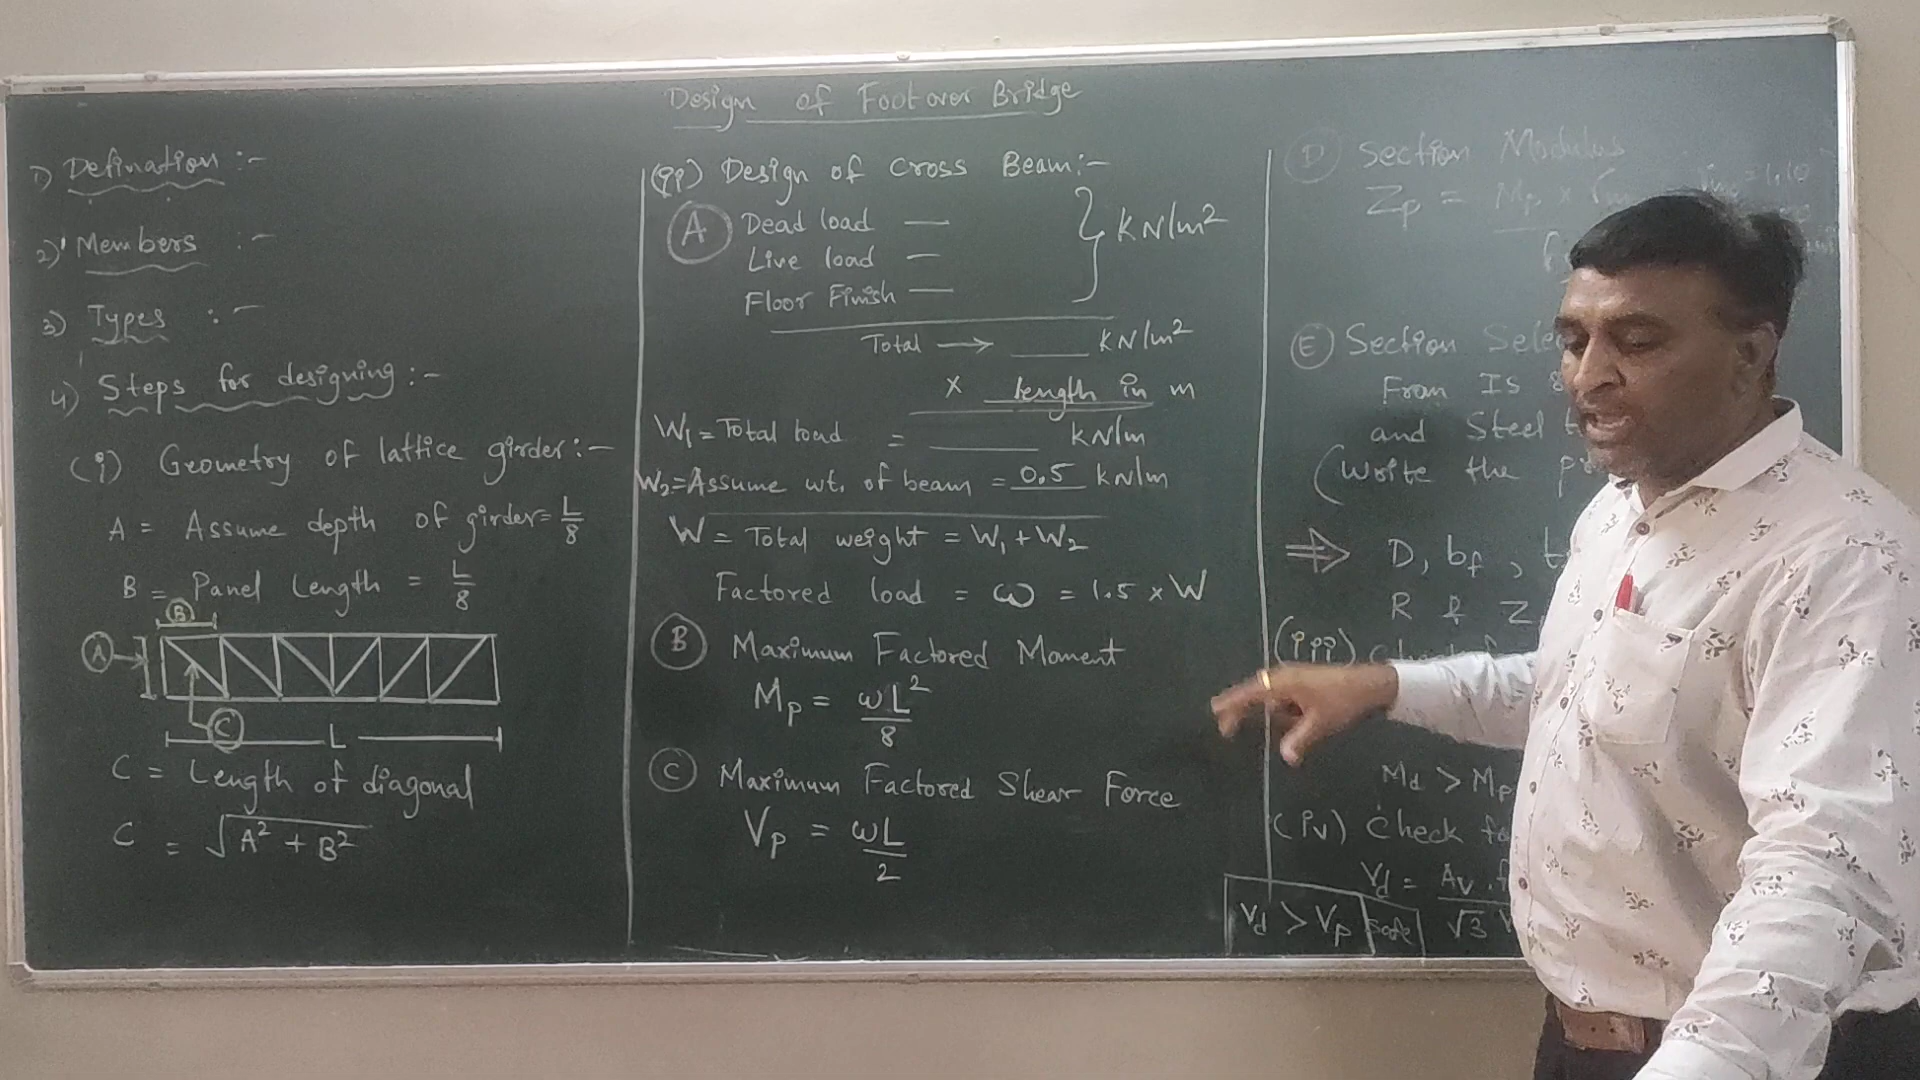 Design of Footover Bridge
1) Defination :-
2) Members :-
3) Types :-
4) Steps for designing :-
(i) Geometry of lattice girder :-
A = Assume depth of girder = L/8
B = Panel Length = L/8
B
A
C
L
C = Length of diagonal
C = √A² + B²
(ii) Design of Cross Beam :-
A Dead load —
Live load —
Floor Finish —
} KN/m²
Total → ___ KN/m²
x length in m
W₁ = Total load = ___ KN/m
W₂ = Assume wt. of beam = 0.5 KN/m
W = Total weight = W₁ + W₂
Factored load = ω = 1.5 x W
B Maximum Factored Moment
Mp = ωL²/8
C Maximum Factored Shear Force
Vp = ωL/2
D Section Modulus
Zp = Mp x
= 1.10
E Section
From IS
and Steel
(Write the
⇒ D, bf,
R & Z
(iii)
Md > Mp
(iv) Check
Vd = Av
√3
Vd > Vp Safe